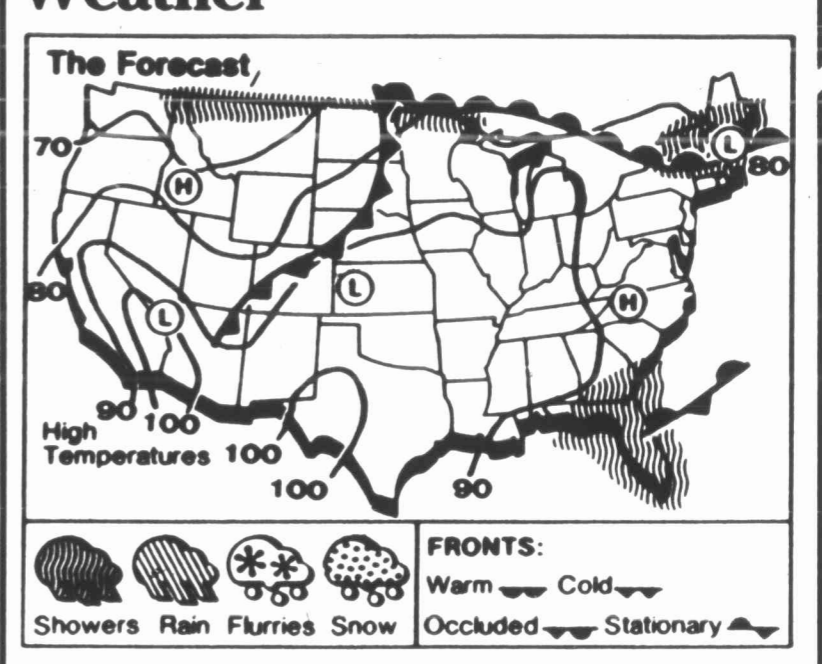 Weather
The Forecast
70
H
L
80
80
L
L
H
90 100
High
Temperatures 100
100
90
Showers Rain Flurries Snow
FRONTS:
Warm Cold
Occluded Stationary